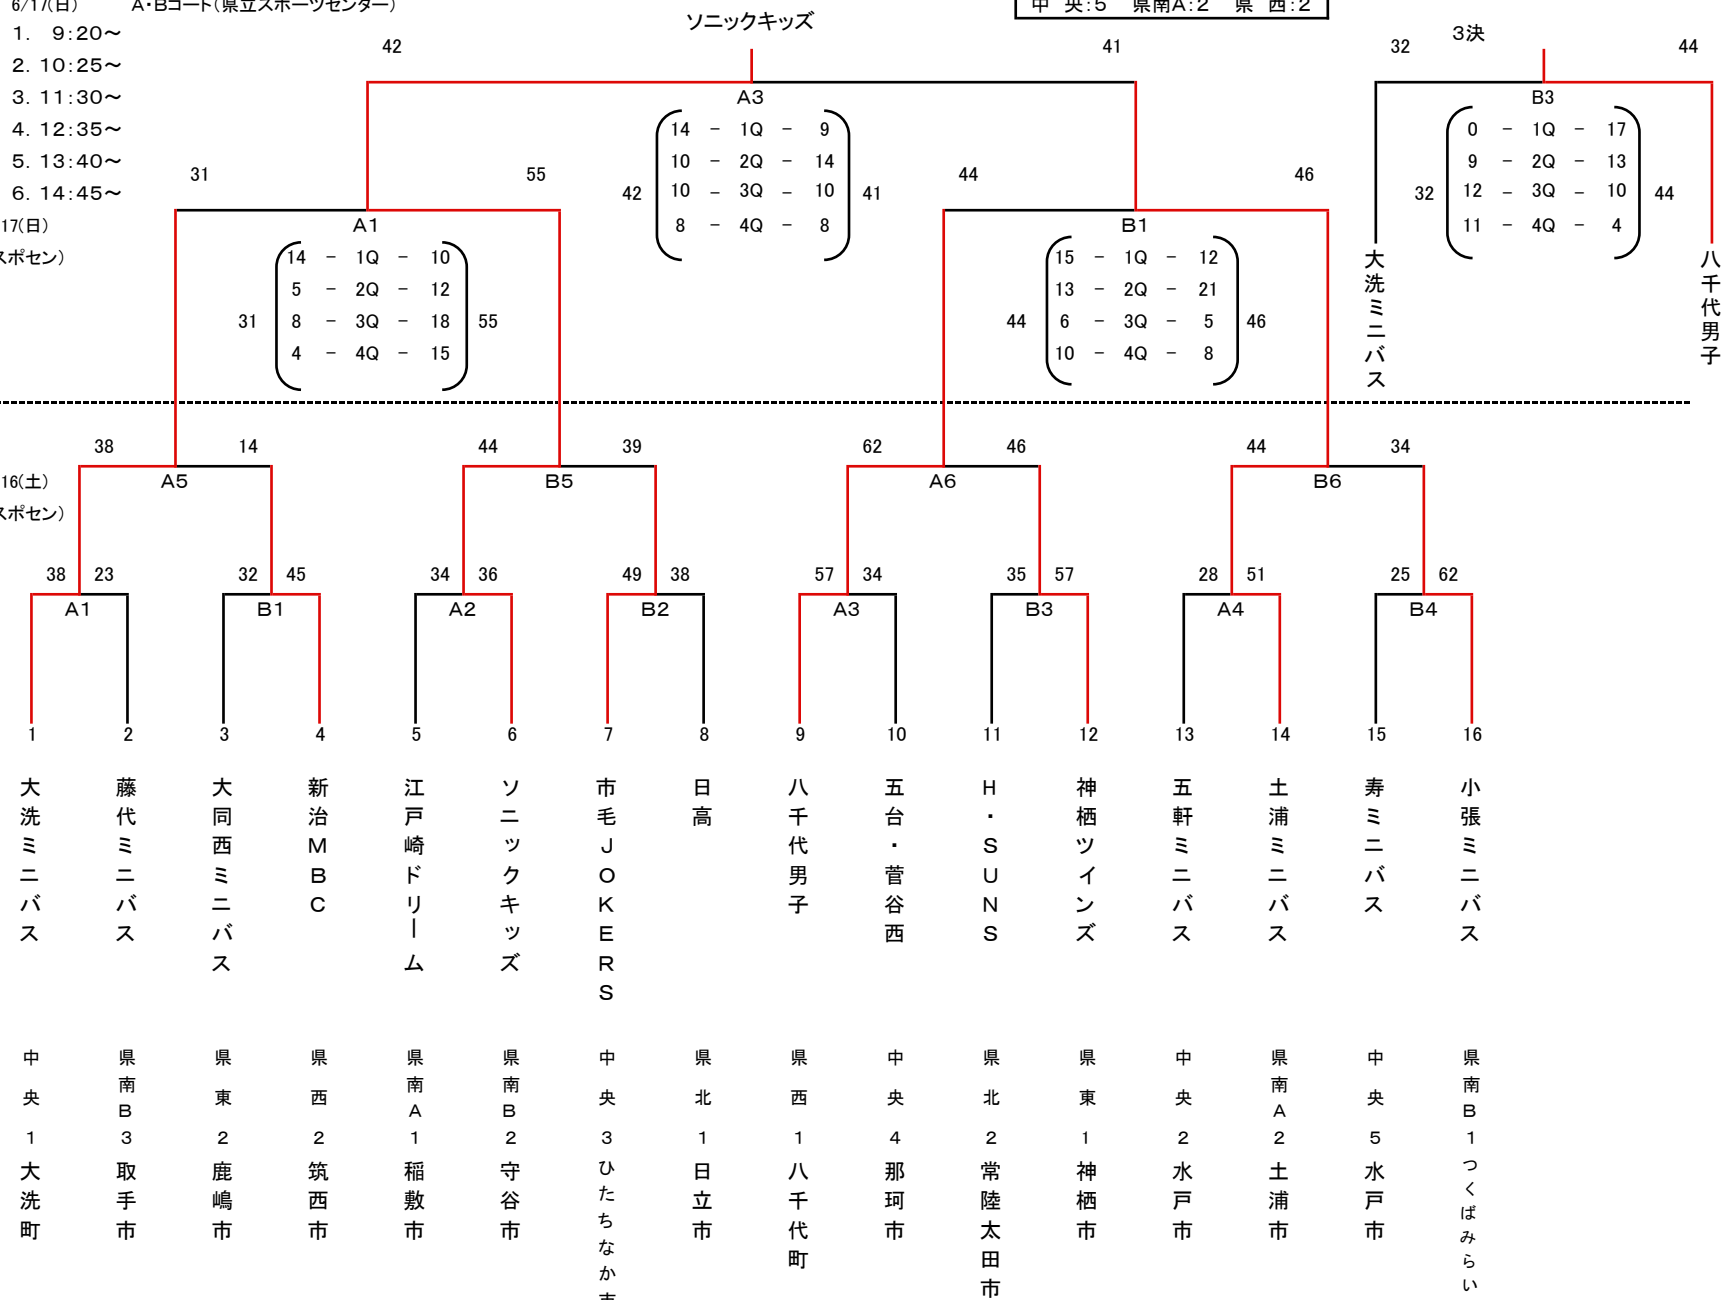 6/17(日) A・Bコート(県立スポーツセンター)
中 央:5 県南A:2 県 西:2
1. 9:20～
2. 10:25～
3. 11:30～
4. 12:35～
5. 13:40～
6. 14:45～
ソニックキッズ
42 41
A3
14 - 1Q - 9
10 - 2Q - 14
42 10 - 3Q - 10 41
8 - 4Q - 8
3決
32 44
B3
0 - 1Q - 17
9 - 2Q - 13
32 12 - 3Q - 10 44
11 - 4Q - 4
大洗ミニバス
八千代男子
17(日)
スポセン)
31 55
A1
14 - 1Q - 10
5 - 2Q - 12
31 8 - 3Q - 18 55
4 - 4Q - 15
44 46
B1
15 - 1Q - 12
13 - 2Q - 21
44 6 - 3Q - 5 46
10 - 4Q - 8
38 14 44 39 62 46 44 34
16(土) A5 B5 A6 B6
スポセン)
38 23 32 45 34 36 49 38 57 34 35 57 28 51 25 62
A1 B1 A2 B2 A3 B3 A4 B4
1 2 3 4 5 6 7 8 9 10 11 12 13 14 15 16
大洗ミニバス
藤代ミニバス
大同西ミニバス
新治MBC
江戸崎ドリーム
ソニックキッズ
市毛JOKERS
日高
八千代男子
五台・菅谷西
H・SUNS
神栖ツインズ
五軒ミニバス
土浦ミニバス
寿ミニバス
小張ミニバス
中央1
県南B3
県東2
県西2
県南A1
県南B2
中央3
県北1
県西1
中央4
県北2
県東1
中央2
県南A2
中央5
県南B1
大洗町
取手市
鹿嶋市
筑西市
稲敷市
守谷市
ひたちなか市
日立市
八千代町
那珂市
常陸太田市
神栖市
水戸市
土浦市
水戸市
つくばみらい